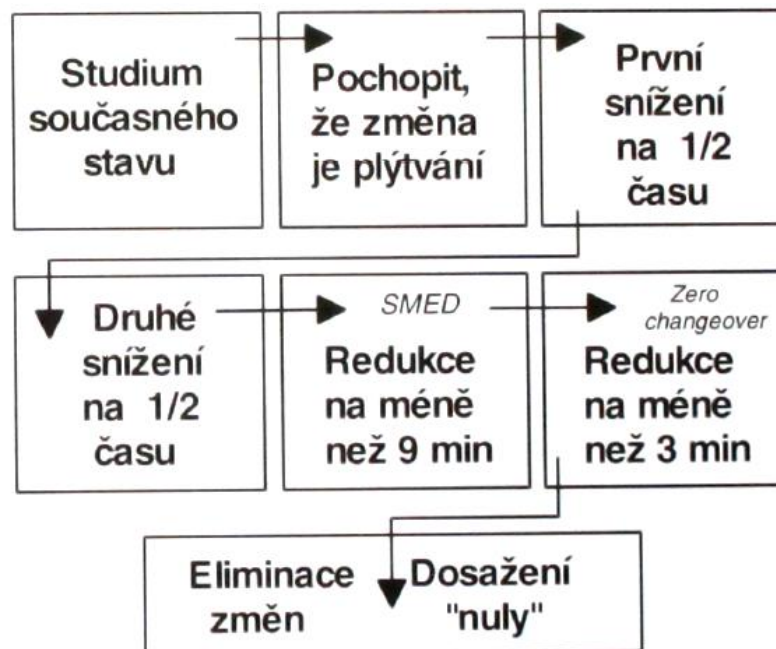 Studium
současného
stavu
Pochopit,
že změna
je plýtvání
První
snížení
na 1/2
času
Druhé
snížení
na 1/2
času
SMED
Redukce
na méně
než 9 min
Zero
changeover
Redukce
na méně
než 3 min
Eliminace
změn
Dosažení
"nuly"